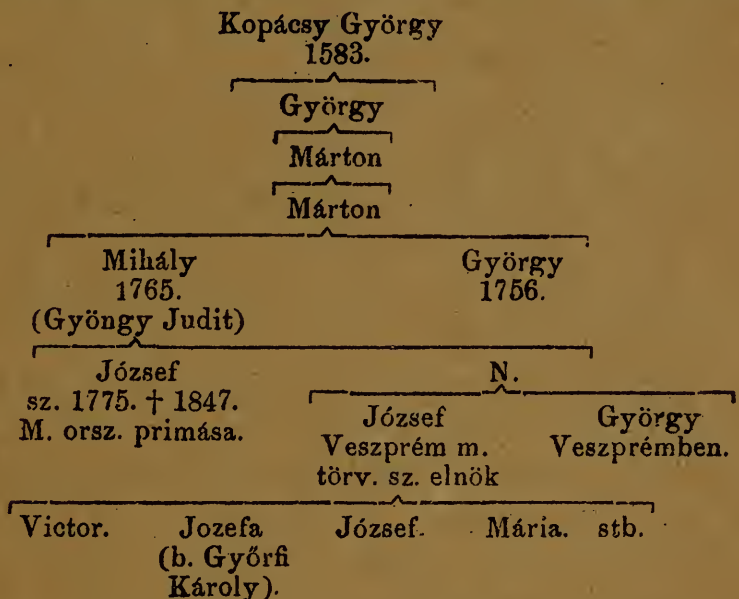 Kopácsy György
1583.
György
Márton
Márton
Mihály György
1765. 1756.
(Gyöngy Judit)
József N.
sz. 1775. † 1847. József György
M. orsz. primása. Veszprém m. Veszprémben.
törv. sz. elnök
Victor. Jozefa József. Mária. stb.
(b. Győrfi
Károly).